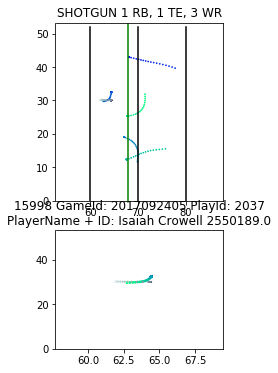 SHOTGUN 1 RB, 1 TE, 3 WR
50
40
30
20
10
0
60 70 80
15998 GameId: 2017092405 PlayId: 2037
PlayerName + ID: Isaiah Crowell 2550189.0
40
20
0
60.0 62.5 65.0 67.5